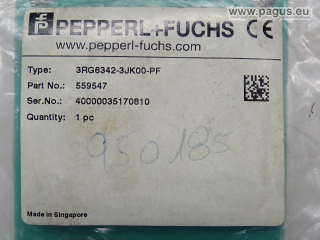 www.pagus.eu
PEPPERL+FUCHS CE
www.pepperl-fuchs.com
Type: 3RG6342-3JK00-PF
Part No.: 559547
Ser.No.: 40000035170810
Quantity: 1 pc
950185
Made in Singapore